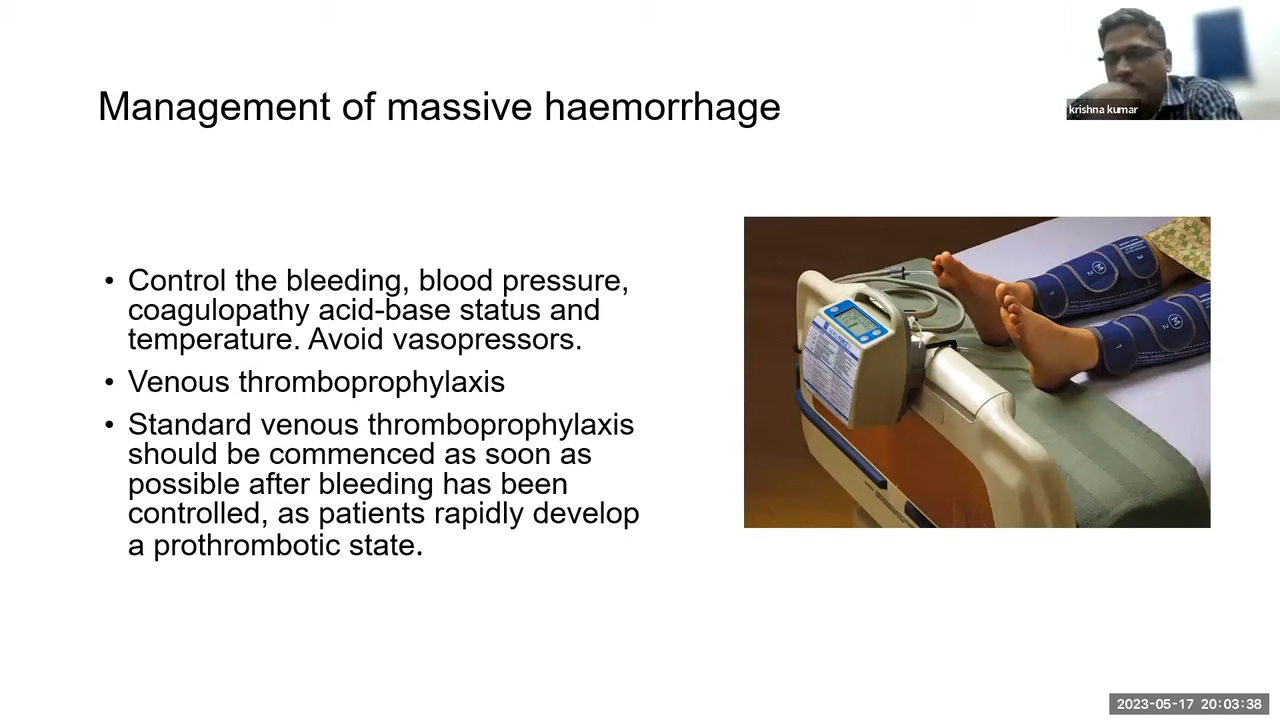 Management of massive haemorrhage
krishna kumar
• Control the bleeding, blood pressure,
coagulopathy acid-base status and
temperature. Avoid vasopressors.
• Venous thromboprophylaxis
• Standard venous thromboprophylaxis
should be commenced as soon as
possible after bleeding has been
controlled, as patients rapidly develop
a prothrombotic state.
2023-05-17 20:03:38